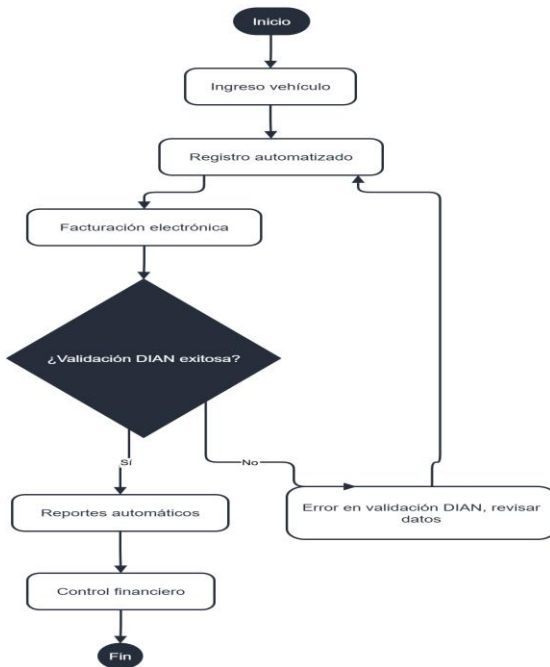 Inicio
Ingreso vehículo
Registro automatizado
Facturación electrónica
¿Validación DIAN exitosa?
Sí
No
Reportes automáticos
Error en validación DIAN, revisar
datos
Control financiero
Fin